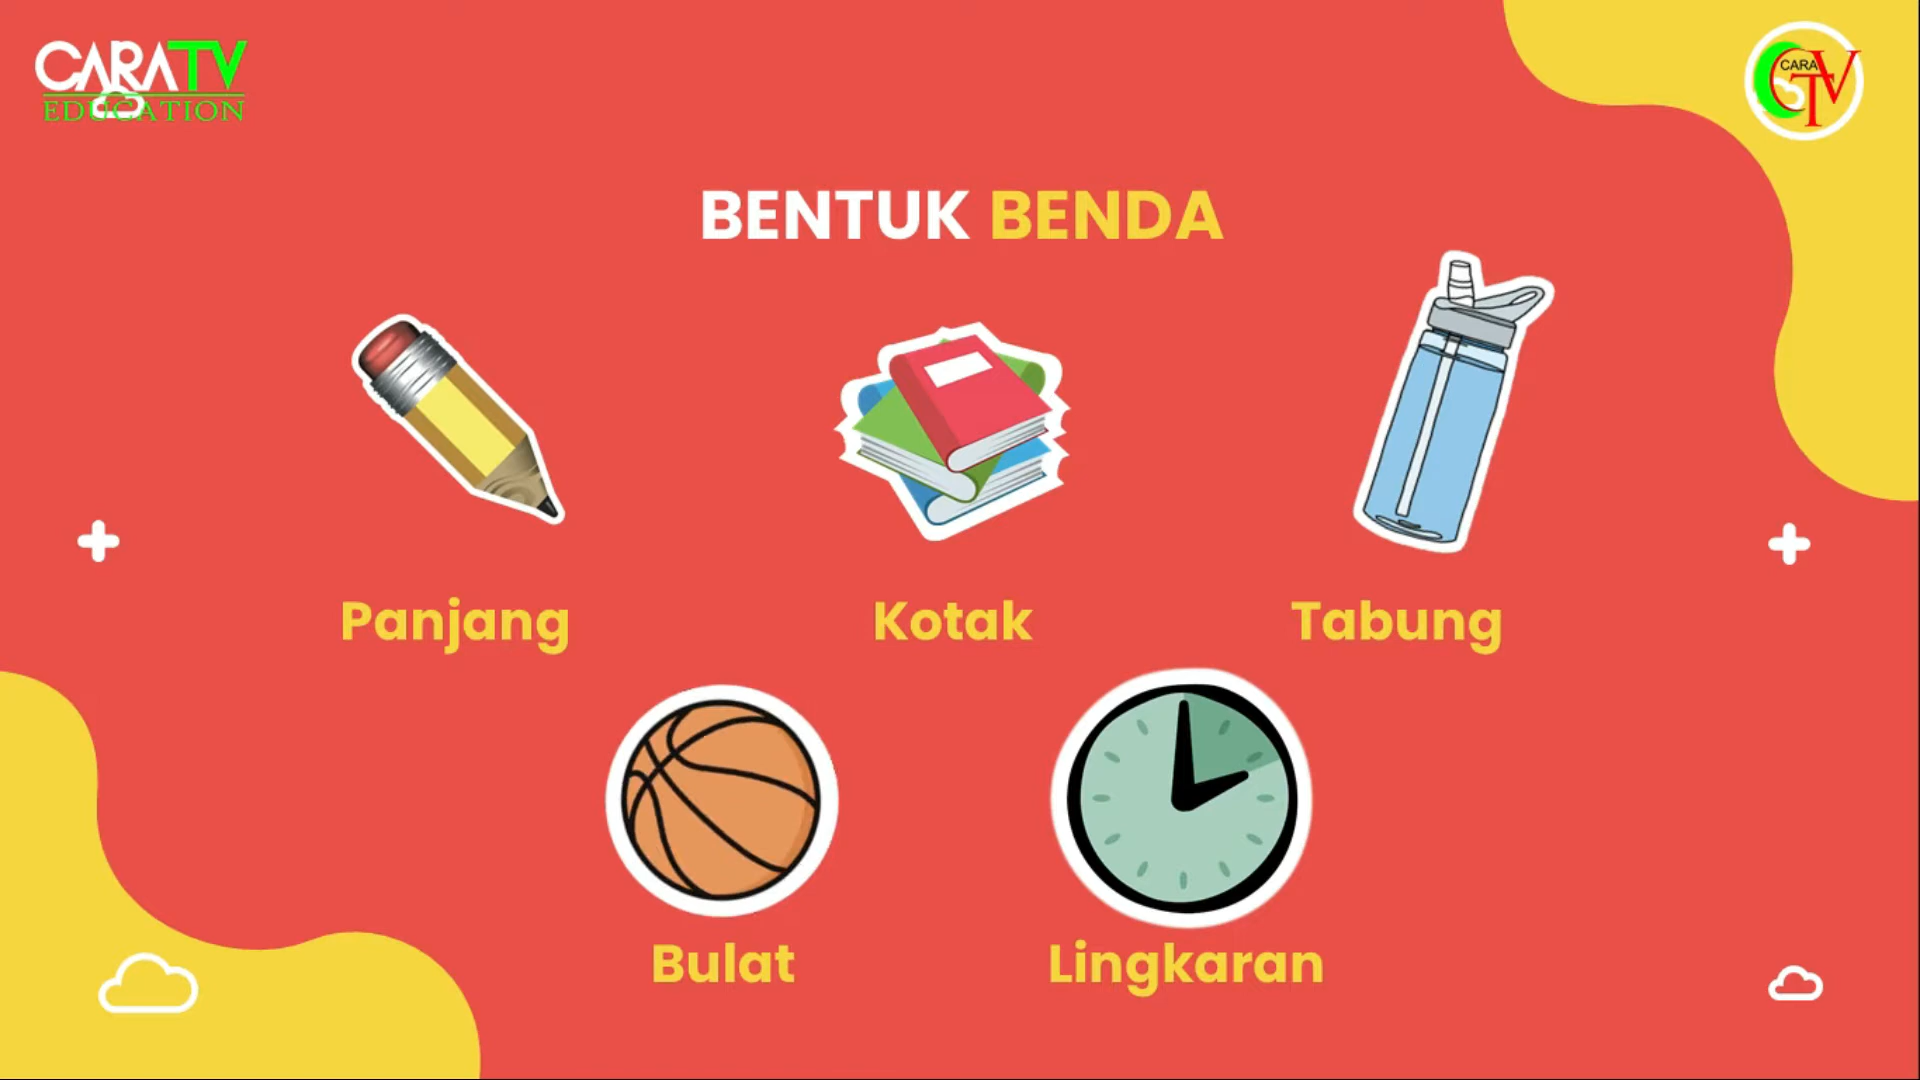 CARATV
EDUCATION
CARA
TV
BENTUK BENDA
Panjang
Kotak
Tabung
Bulat
Lingkaran